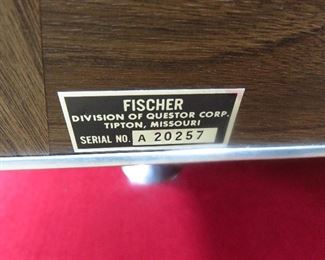 FISCHER
DIVISION OF QUESTOR CORP.
TIPTON, MISSOURI
SERIAL NO. A 20257